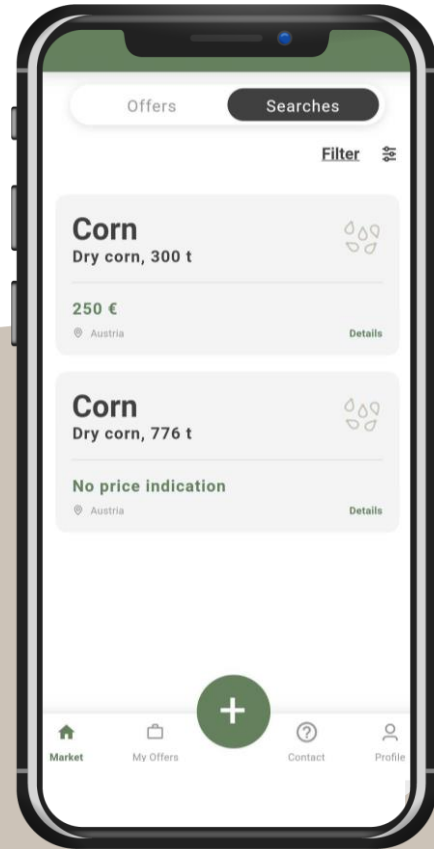 Offers
Searches
Filter
Corn
Dry corn, 300 t
250 €
Austria
Details
Corn
Dry corn, 776 t
No price indication
Austria
Details
Market
My Offers
Contact
Profile